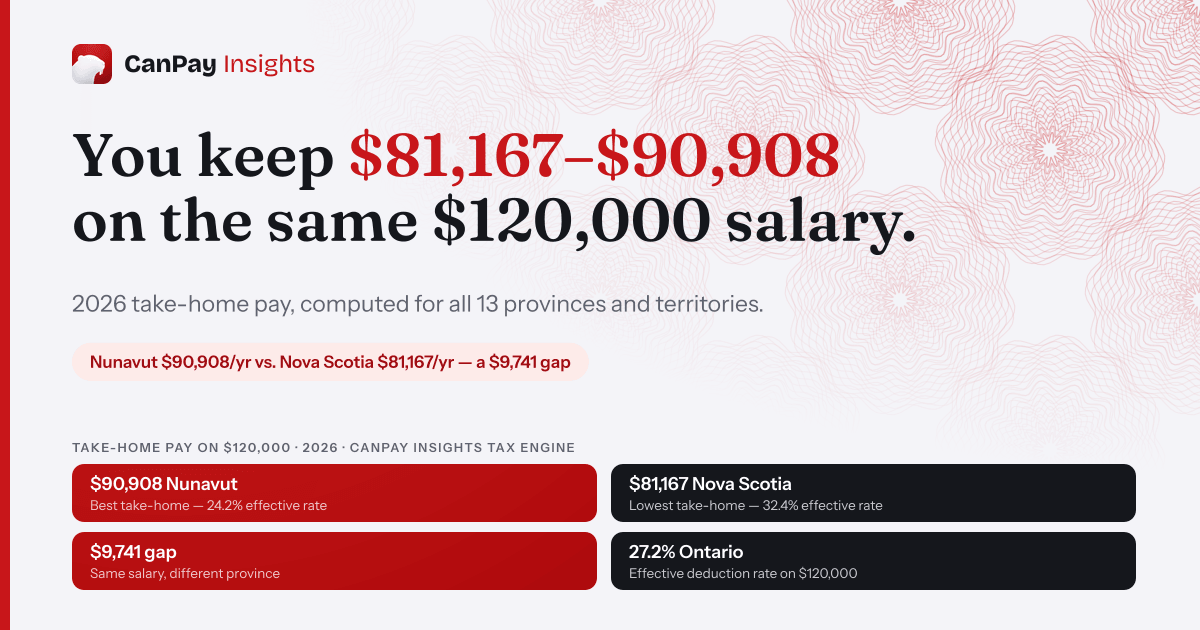 CanPay Insights
You keep $81,167–$90,908
on the same $120,000 salary.
2026 take-home pay, computed for all 13 provinces and territories.
Nunavut $90,908/yr vs. Nova Scotia $81,167/yr — a $9,741 gap
TAKE-HOME PAY ON $120,000 · 2026 · CANPAY INSIGHTS TAX ENGINE
$90,908 Nunavut
Best take-home — 24.2% effective rate
$81,167 Nova Scotia
Lowest take-home — 32.4% effective rate
$9,741 gap
Same salary, different province
27.2% Ontario
Effective deduction rate on $120,000